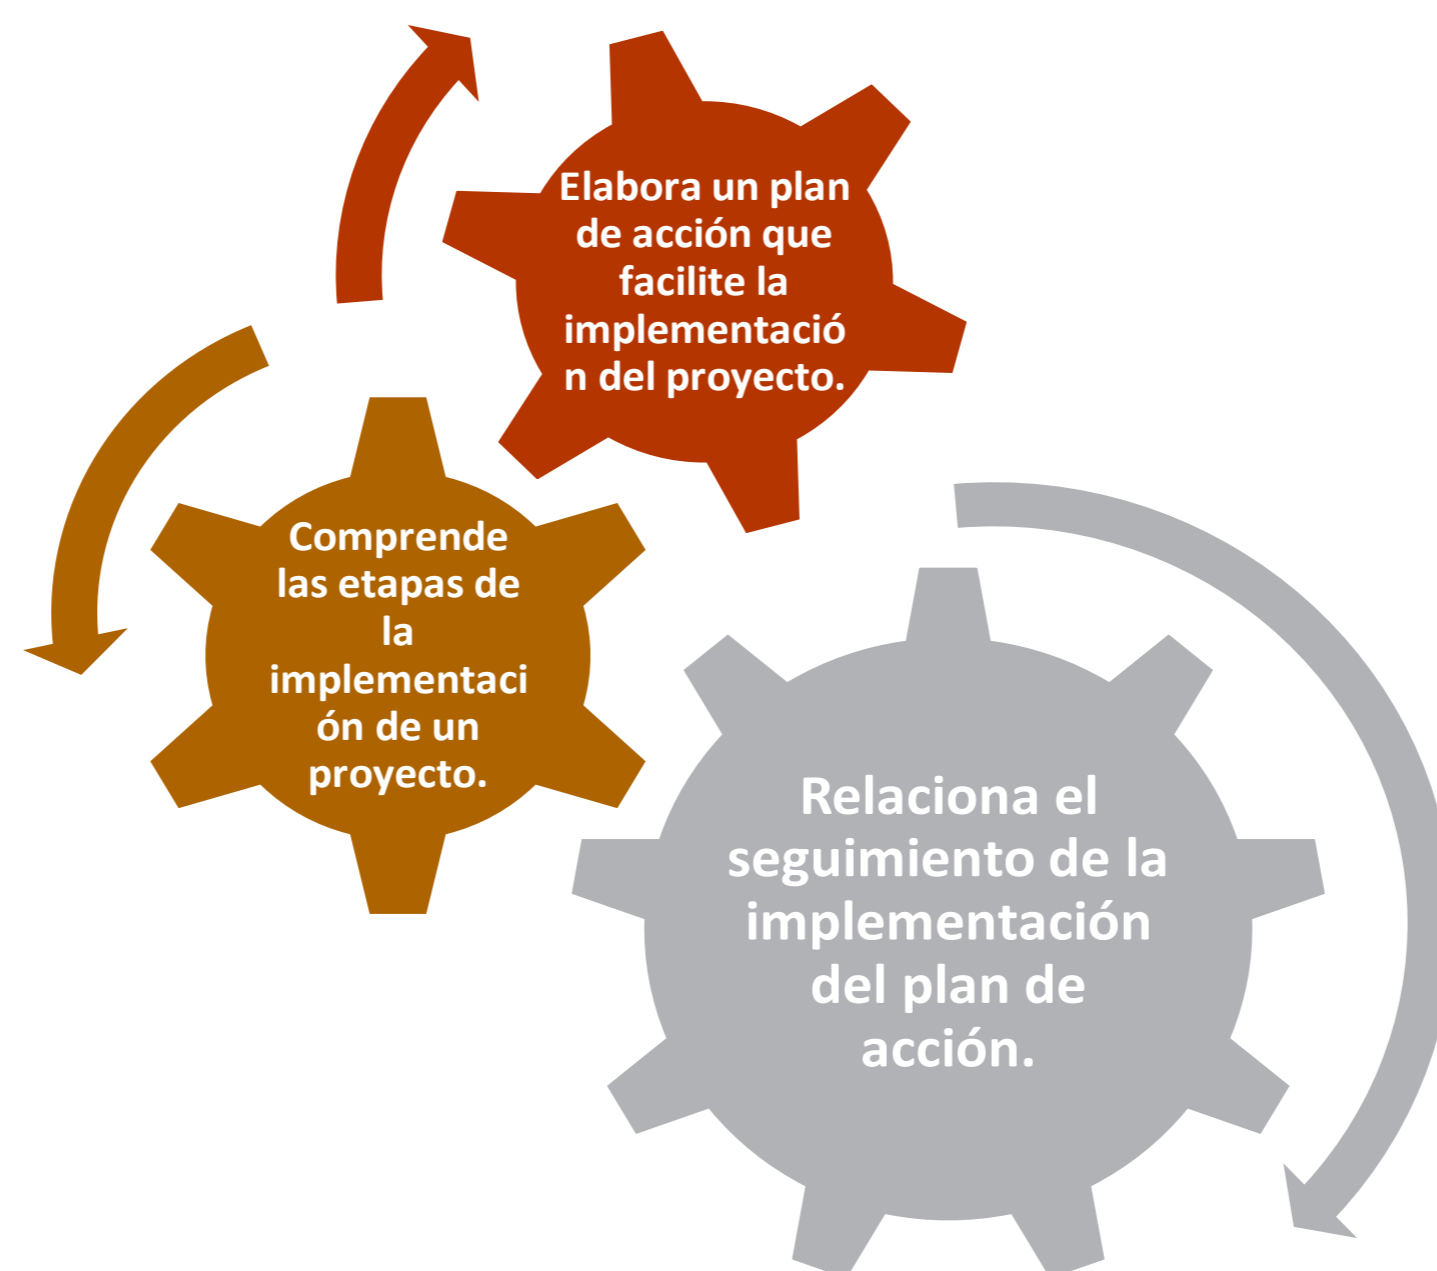 Elabora un plan
de acción que
facilite la
implementació
n del proyecto.
Comprende
las etapas de
la
implementaci
ón de un
proyecto.
Relaciona el
seguimiento de la
implementación
del plan de
acción.